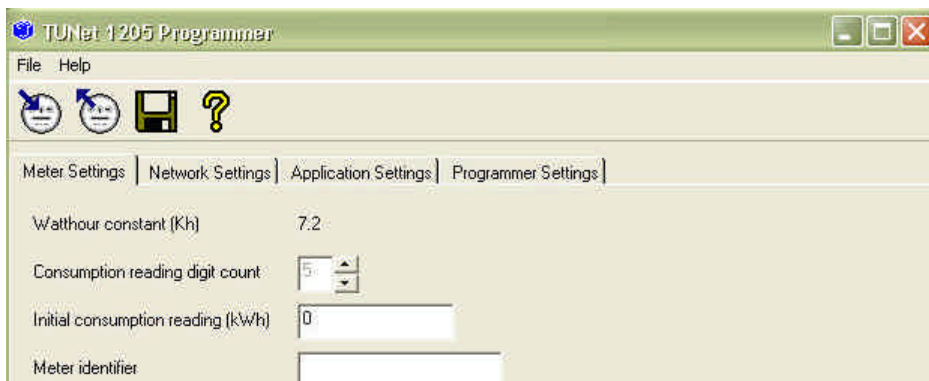 TUNet 1205 Programmer
File Help
Meter Settings Network Settings Application Settings Programmer Settings
Watthour constant (Kh) 7.2
Consumption reading digit count 5
Initial consumption reading (kWh) 0
Meter identifier